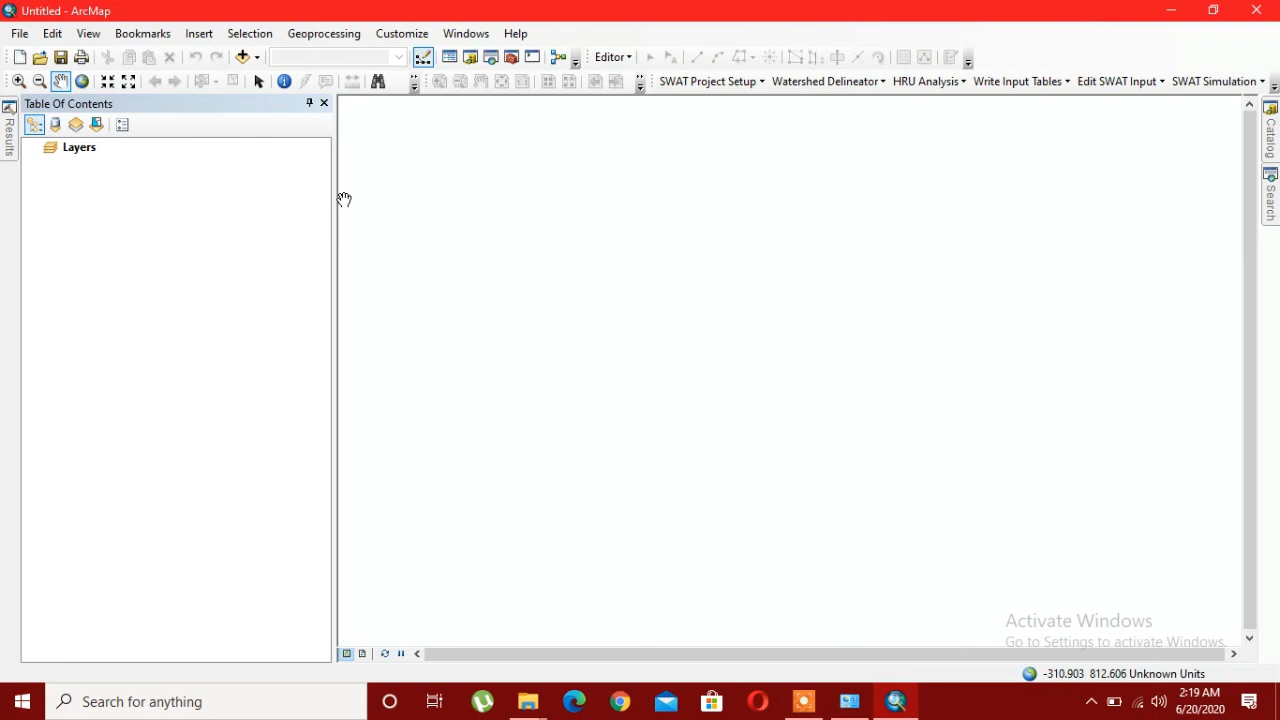 Untitled - ArcMap
File Edit View Bookmarks Insert Selection Geoprocessing Customize Windows Help
Editor
SWAT Project Setup Watershed Delineator HRU Analysis Write Input Tables Edit SWAT Input SWAT Simulation
Table Of Contents
Results
Layers
Catalog
Search
Activate Windows
Go to Settings to activate Windows.
-310.903 812.606 Unknown Units
Search for anything
2:19 AM
6/20/2020